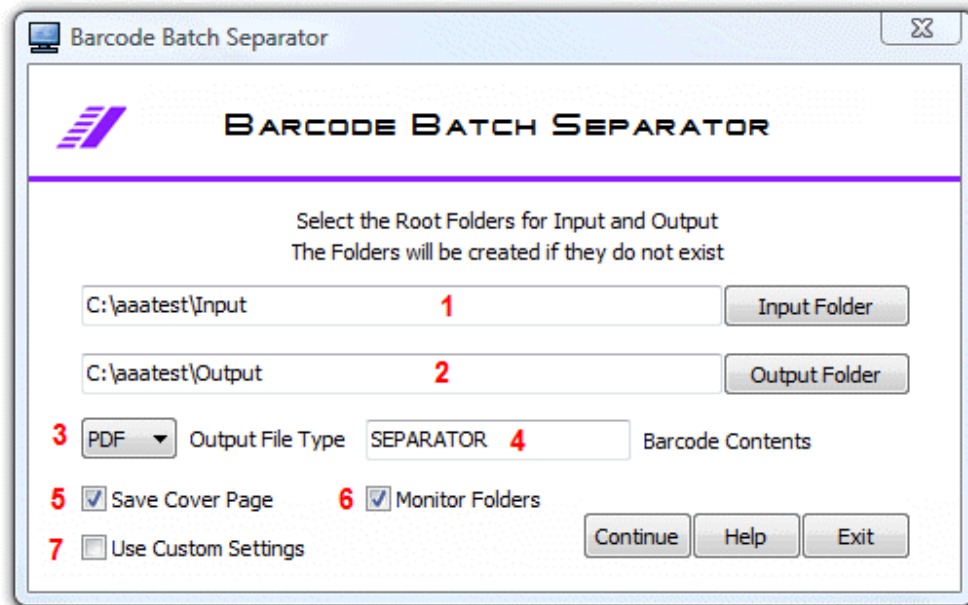 Barcode Batch Separator
BARCODE BATCH SEPARATOR
Select the Root Folders for Input and Output
The Folders will be created if they do not exist
C:\aaatest\Input 1 Input Folder
C:\aaatest\Output 2 Output Folder
3 PDF Output File Type SEPARATOR 4 Barcode Contents
5 Save Cover Page 6 Monitor Folders
7 Use Custom Settings Continue Help Exit